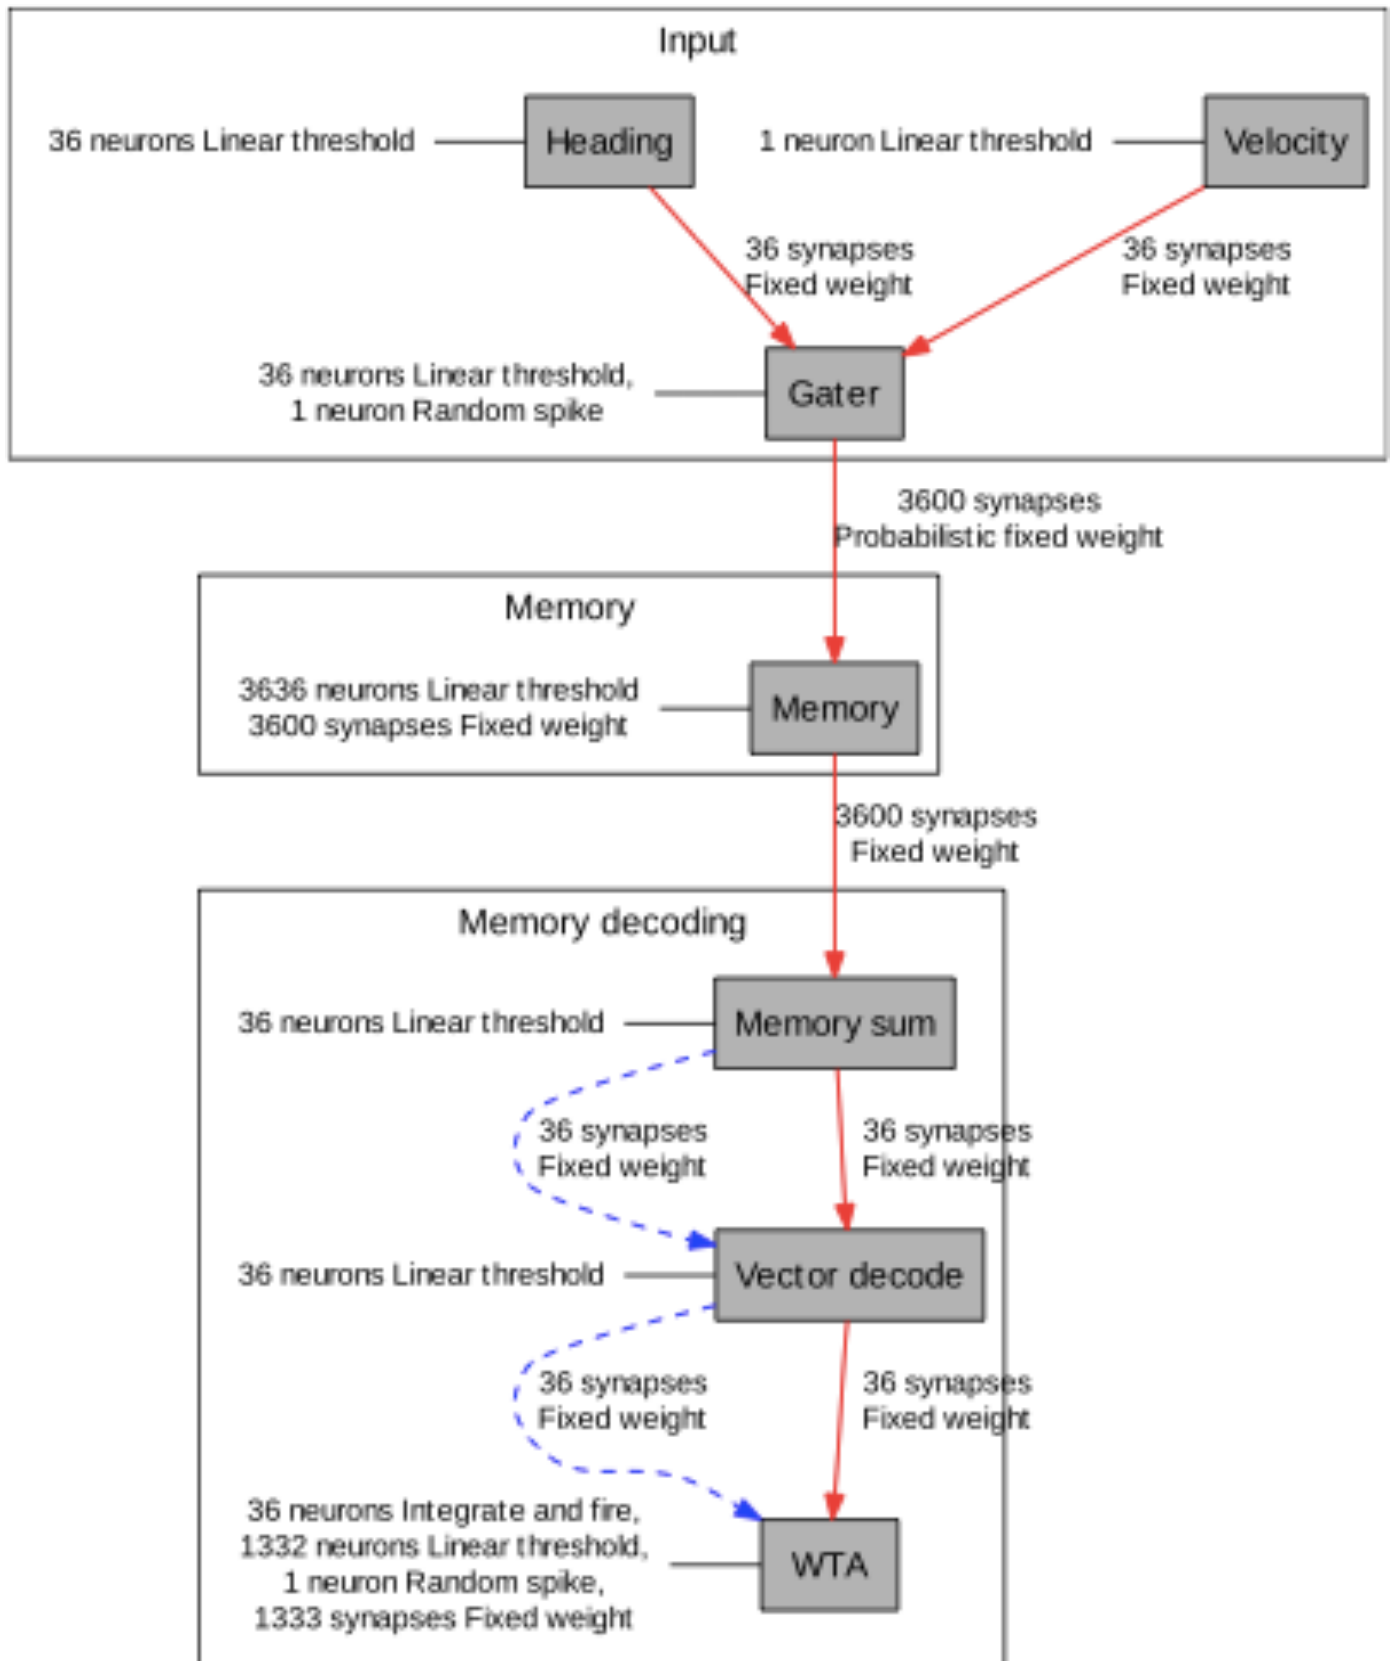 Input
36 neurons Linear threshold
Heading
1 neuron Linear threshold
Velocity
36 synapses
Fixed weight
36 synapses
Fixed weight
36 neurons Linear threshold,
1 neuron Random spike
Gater
3600 synapses
Probabilistic fixed weight
Memory
3636 neurons Linear threshold
3600 synapses Fixed weight
Memory
3600 synapses
Fixed weight
Memory decoding
36 neurons Linear threshold
Memory sum
36 synapses
Fixed weight
36 synapses
Fixed weight
36 neurons Linear threshold
Vector decode
36 synapses
Fixed weight
36 synapses
Fixed weight
36 neurons Integrate and fire,
1332 neurons Linear threshold,
1 neuron Random spike,
1333 synapses Fixed weight
WTA